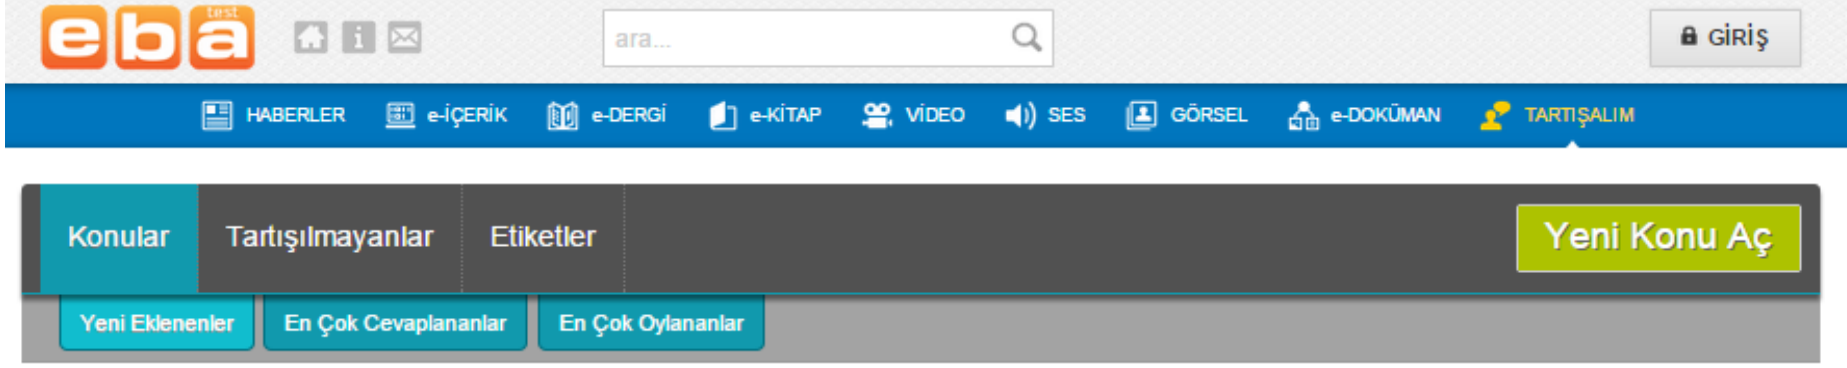 eba test
ara...
GİRİŞ
HABERLER e-İÇERİK e-DERGİ e-KİTAP VİDEO SES GÖRSEL e-DOKÜMAN TARTIŞALIM
Konular Tartışılmayanlar Etiketler Yeni Konu Aç
Yeni Eklenenler En Çok Cevaplananlar En Çok Oylananlar